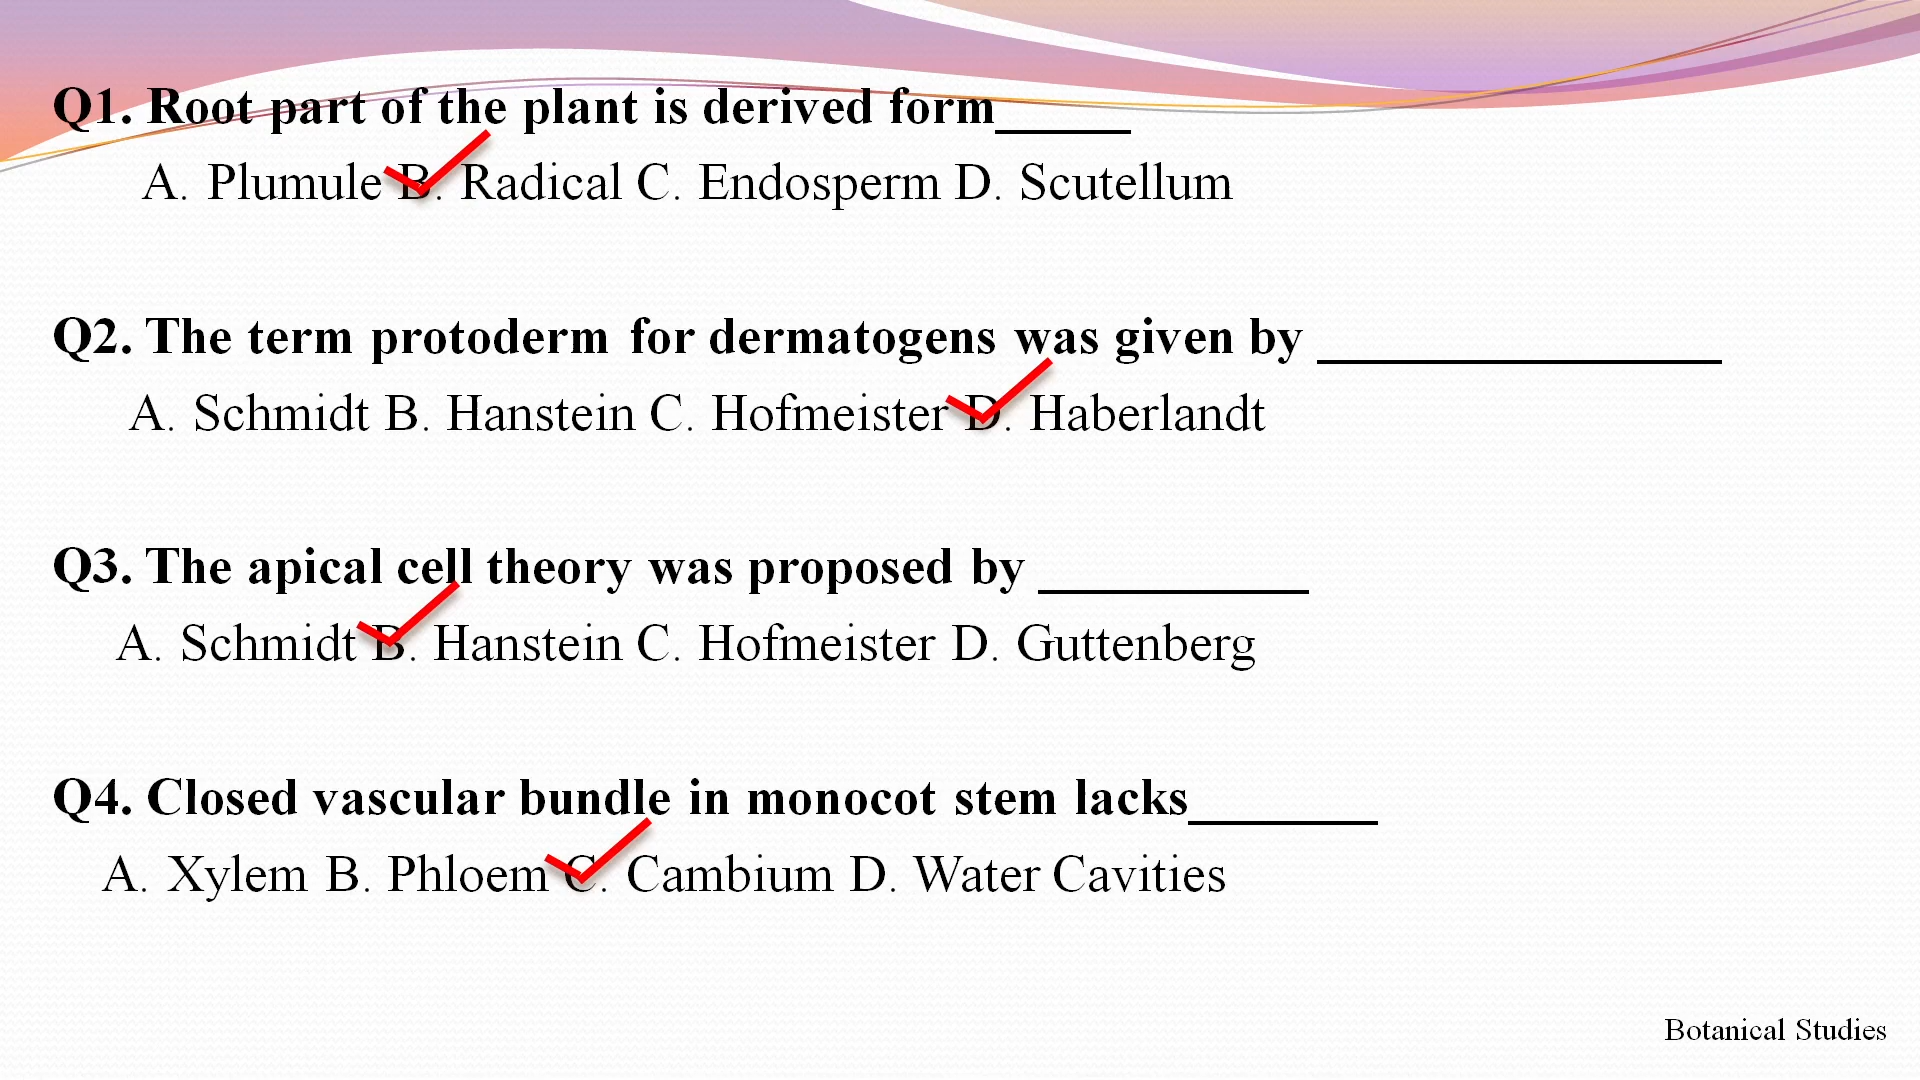 Q1. Root part of the plant is derived form_____
A. Plumule B. Radical C. Endosperm D. Scutellum
Q2. The term protoderm for dermatogens was given by _______________
A. Schmidt B. Hanstein C. Hofmeister D. Haberlandt
Q3. The apical cell theory was proposed by __________
A. Schmidt B. Hanstein C. Hofmeister D. Guttenberg
Q4. Closed vascular bundle in monocot stem lacks_______
A. Xylem B. Phloem C. Cambium D. Water Cavities
Botanical Studies